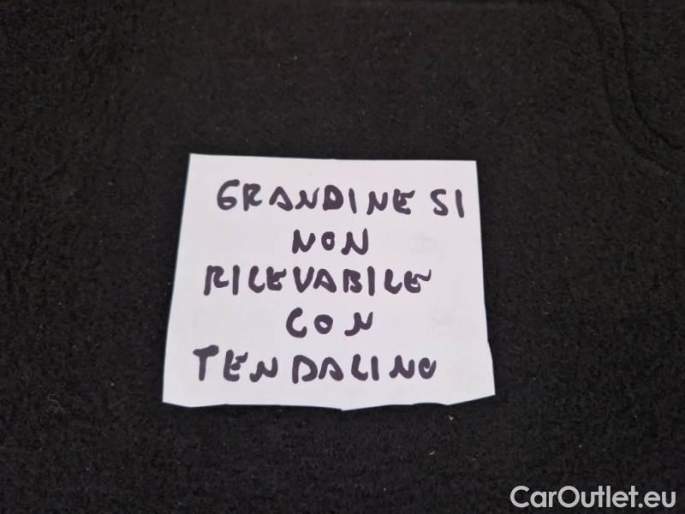 GRANDINE SI
NON
RILEVABILE
CON
TENDALINO
CarOutlet.eu